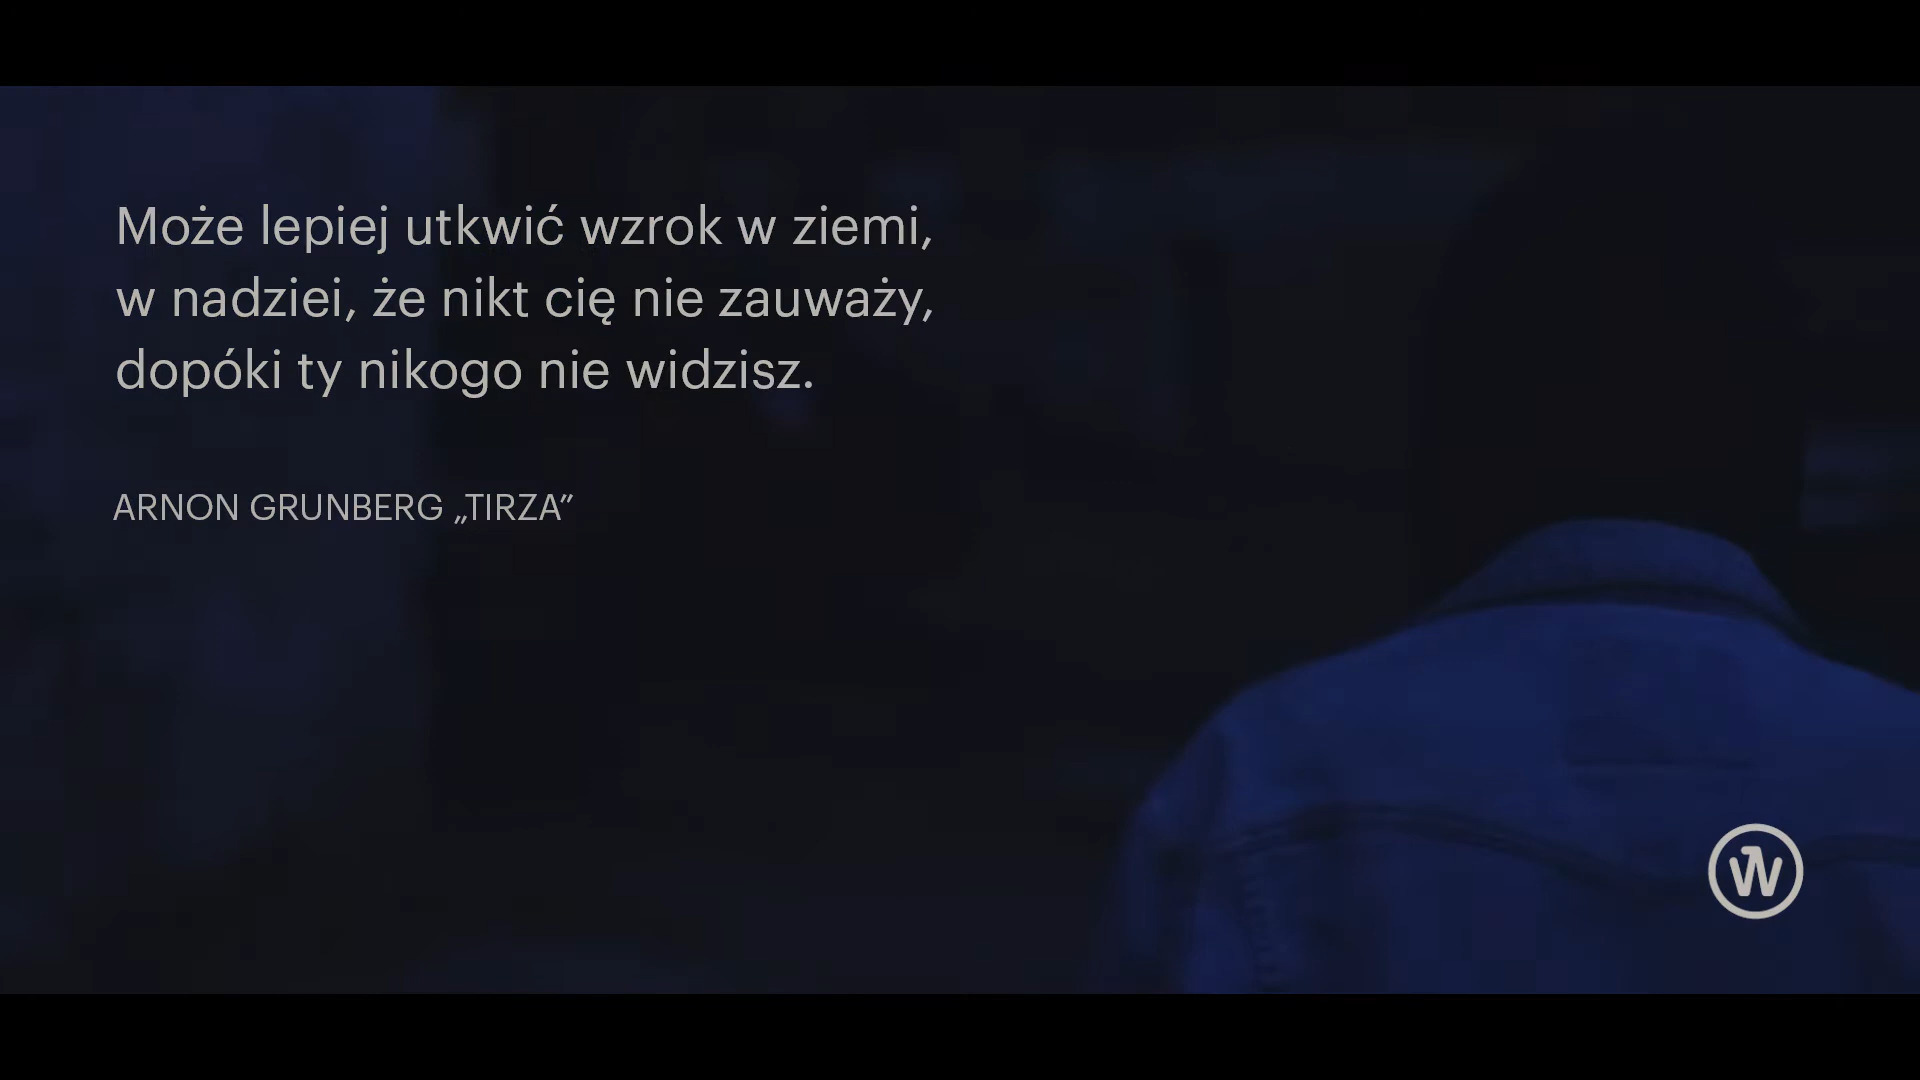 Może lepiej utkwić wzrok w ziemi,
w nadziei, że nikt cię nie zauważy,
dopóki ty nikogo nie widzisz.
ARNON GRUNBERG „TIRZA”
W